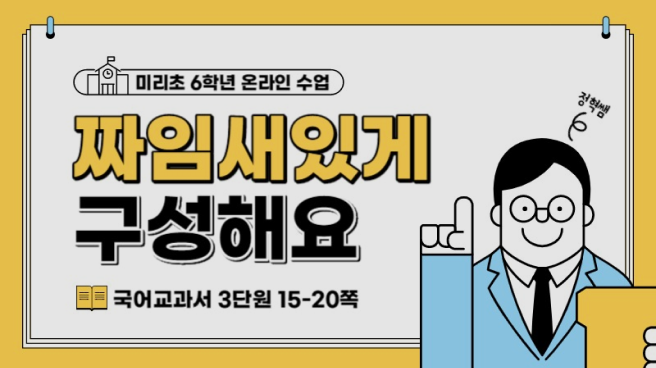 미리초 6학년 온라인 수업
짜임새있게
구성해요
국어교과서 3단원 15-20쪽
정혁쌤